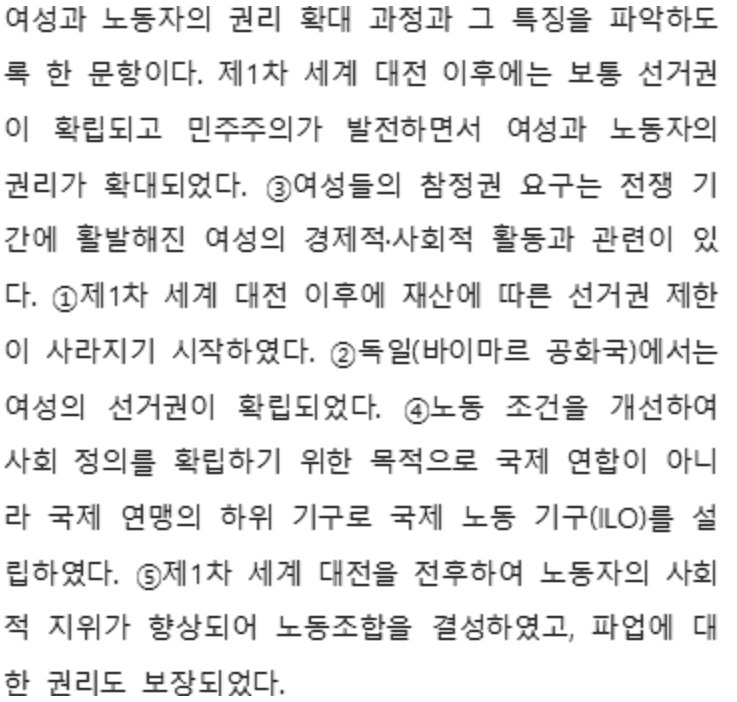 여성과 노동자의 권리 확대 과정과 그 특징을 파악하도
록 한 문항이다. 제1차 세계 대전 이후에는 보통 선거권
이 확립되고 민주주의가 발전하면서 여성과 노동자의
권리가 확대되었다. ③여성들의 참정권 요구는 전쟁 기
간에 활발해진 여성의 경제적·사회적 활동과 관련이 있
다. ①제1차 세계 대전 이후에 재산에 따른 선거권 제한
이 사라지기 시작하였다. ②독일(바이마르 공화국)에서는
여성의 선거권이 확립되었다. ④노동 조건을 개선하여
사회 정의를 확립하기 위한 목적으로 국제 연합이 아니
라 국제 연맹의 하위 기구로 국제 노동 기구(ILO)를 설
립하였다. ⑤제1차 세계 대전을 전후하여 노동자의 사회
적 지위가 향상되어 노동조합을 결성하였고, 파업에 대
한 권리도 보장되었다.